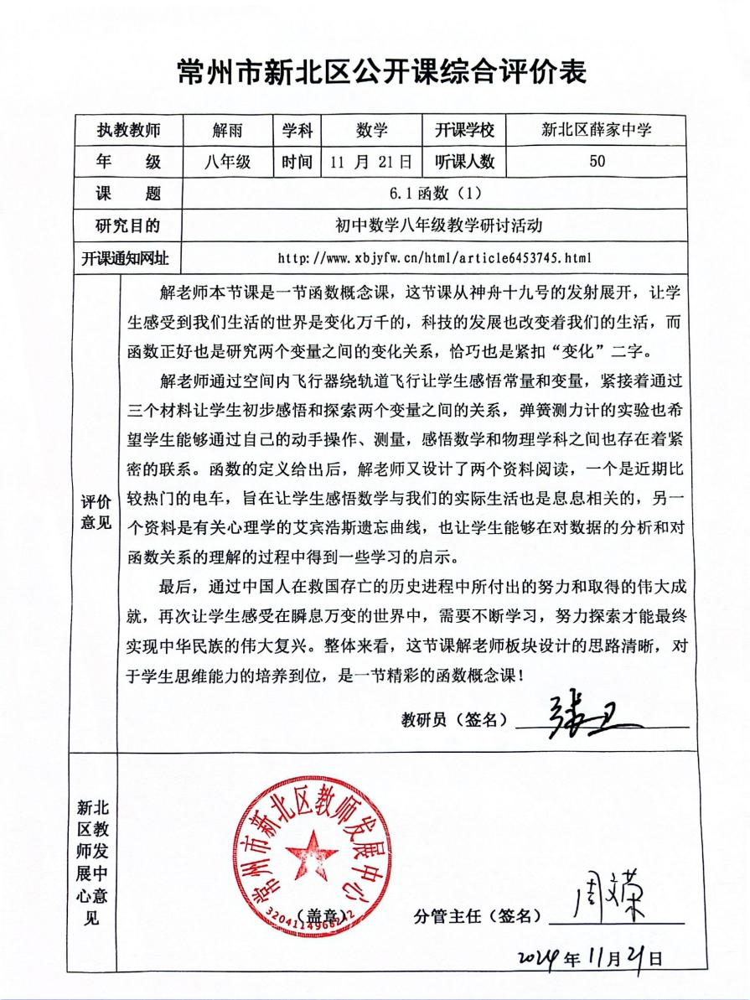 常州市新北区公开课综合评价表
执教教师 解雨 学科 数学 开课学校 新北区薛家中学
年 级 八年级 时间 11 月 21 日 听课人数 50
课 题 6.1 函数（1）
研究目的 初中数学八年级教学研讨活动
开课通知网址 http://www.xbjyfw.cn/html/article6453745.html
解老师本节课是一节函数概念课，这节课从神舟十九号的发射展开，让学
生感受到我们生活的世界是变化万千的，科技的发展也改变着我们的生活，而
函数正好也是研究两个变量之间的变化关系，恰巧也是紧扣“变化”二字。
解老师通过空间内飞行器绕轨道飞行让学生感悟常量和变量，紧接着通过
三个材料让学生初步感悟和探索两个变量之间的关系，弹簧测力计的实验也希
望学生能够通过自己的动手操作、测量，感悟数学和物理学科之间也存在着紧
密的联系。函数的定义给出后，解老师又设计了两个资料阅读，一个是近期比
较热门的电车，旨在让学生感悟数学与我们的实际生活也是息息相关的，另一
个资料是有关心理学的艾宾浩斯遗忘曲线，也让学生能够在对数据的分析和对
函数关系的理解的过程中得到一些学习的启示。
最后，通过中国人在救国存亡的历史进程中所付出的努力和取得的伟大成
就，再次让学生感受在瞬息万变的世界中，需要不断学习，努力探索才能最终
实现中华民族的伟大复兴。整体来看，这节课解老师板块设计的思路清晰，对
于学生思维能力的培养到位，是一节精彩的函数概念课！
评价
意见
教研员（签名） 张卫
新北
区教
师发
展中
心意
见
常州市新北区教师发展中心
（盖章）
分管主任（签名） 周文荣
2024年11月21日